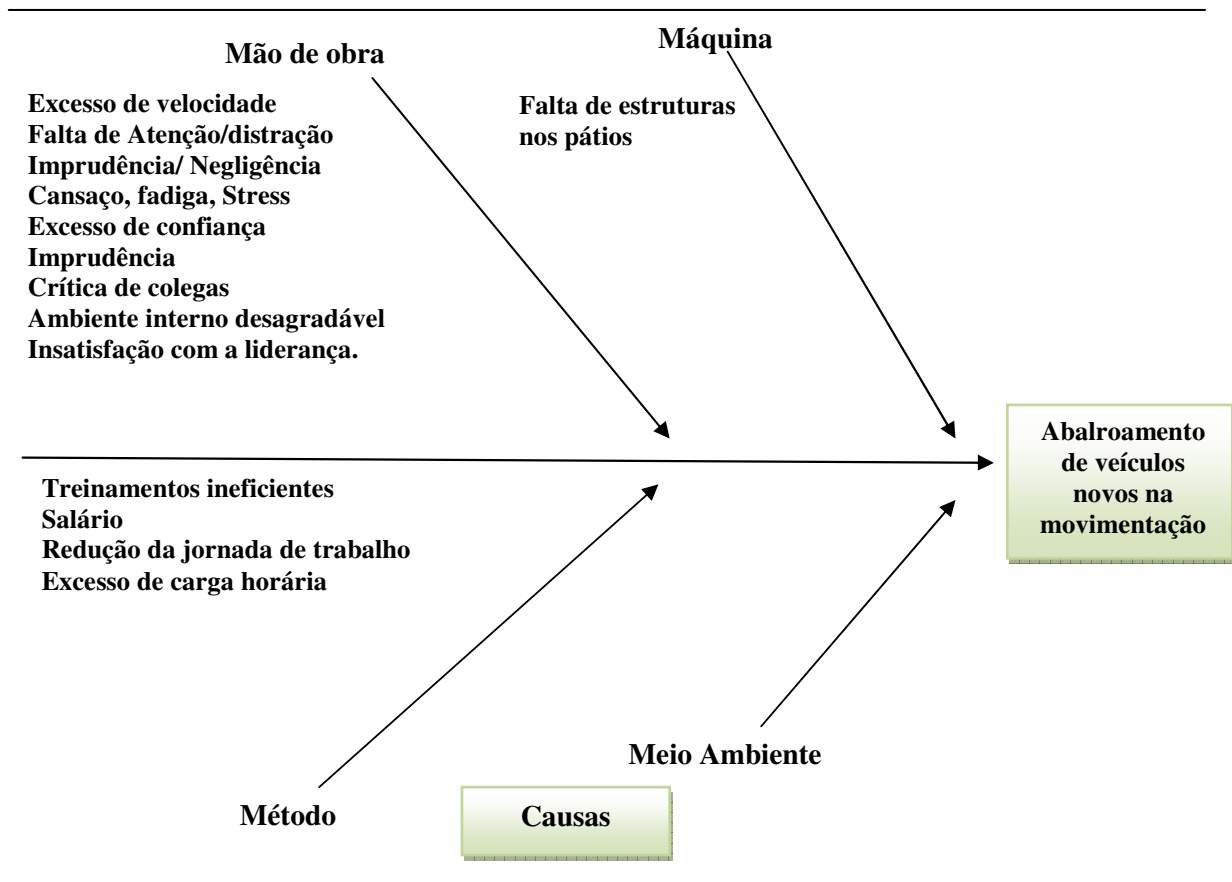 Mão de obra
Máquina
Excesso de velocidade
Falta de Atenção/distração
Imprudência/ Negligência
Cansaço, fadiga, Stress
Excesso de confiança
Imprudência
Crítica de colegas
Ambiente interno desagradável
Insatisfação com a liderança.
Falta de estruturas
nos pátios
Abalroamento
de veículos
novos na
movimentação
Treinamentos ineficientes
Salário
Redução da jornada de trabalho
Excesso de carga horária
Meio Ambiente
Método
Causas